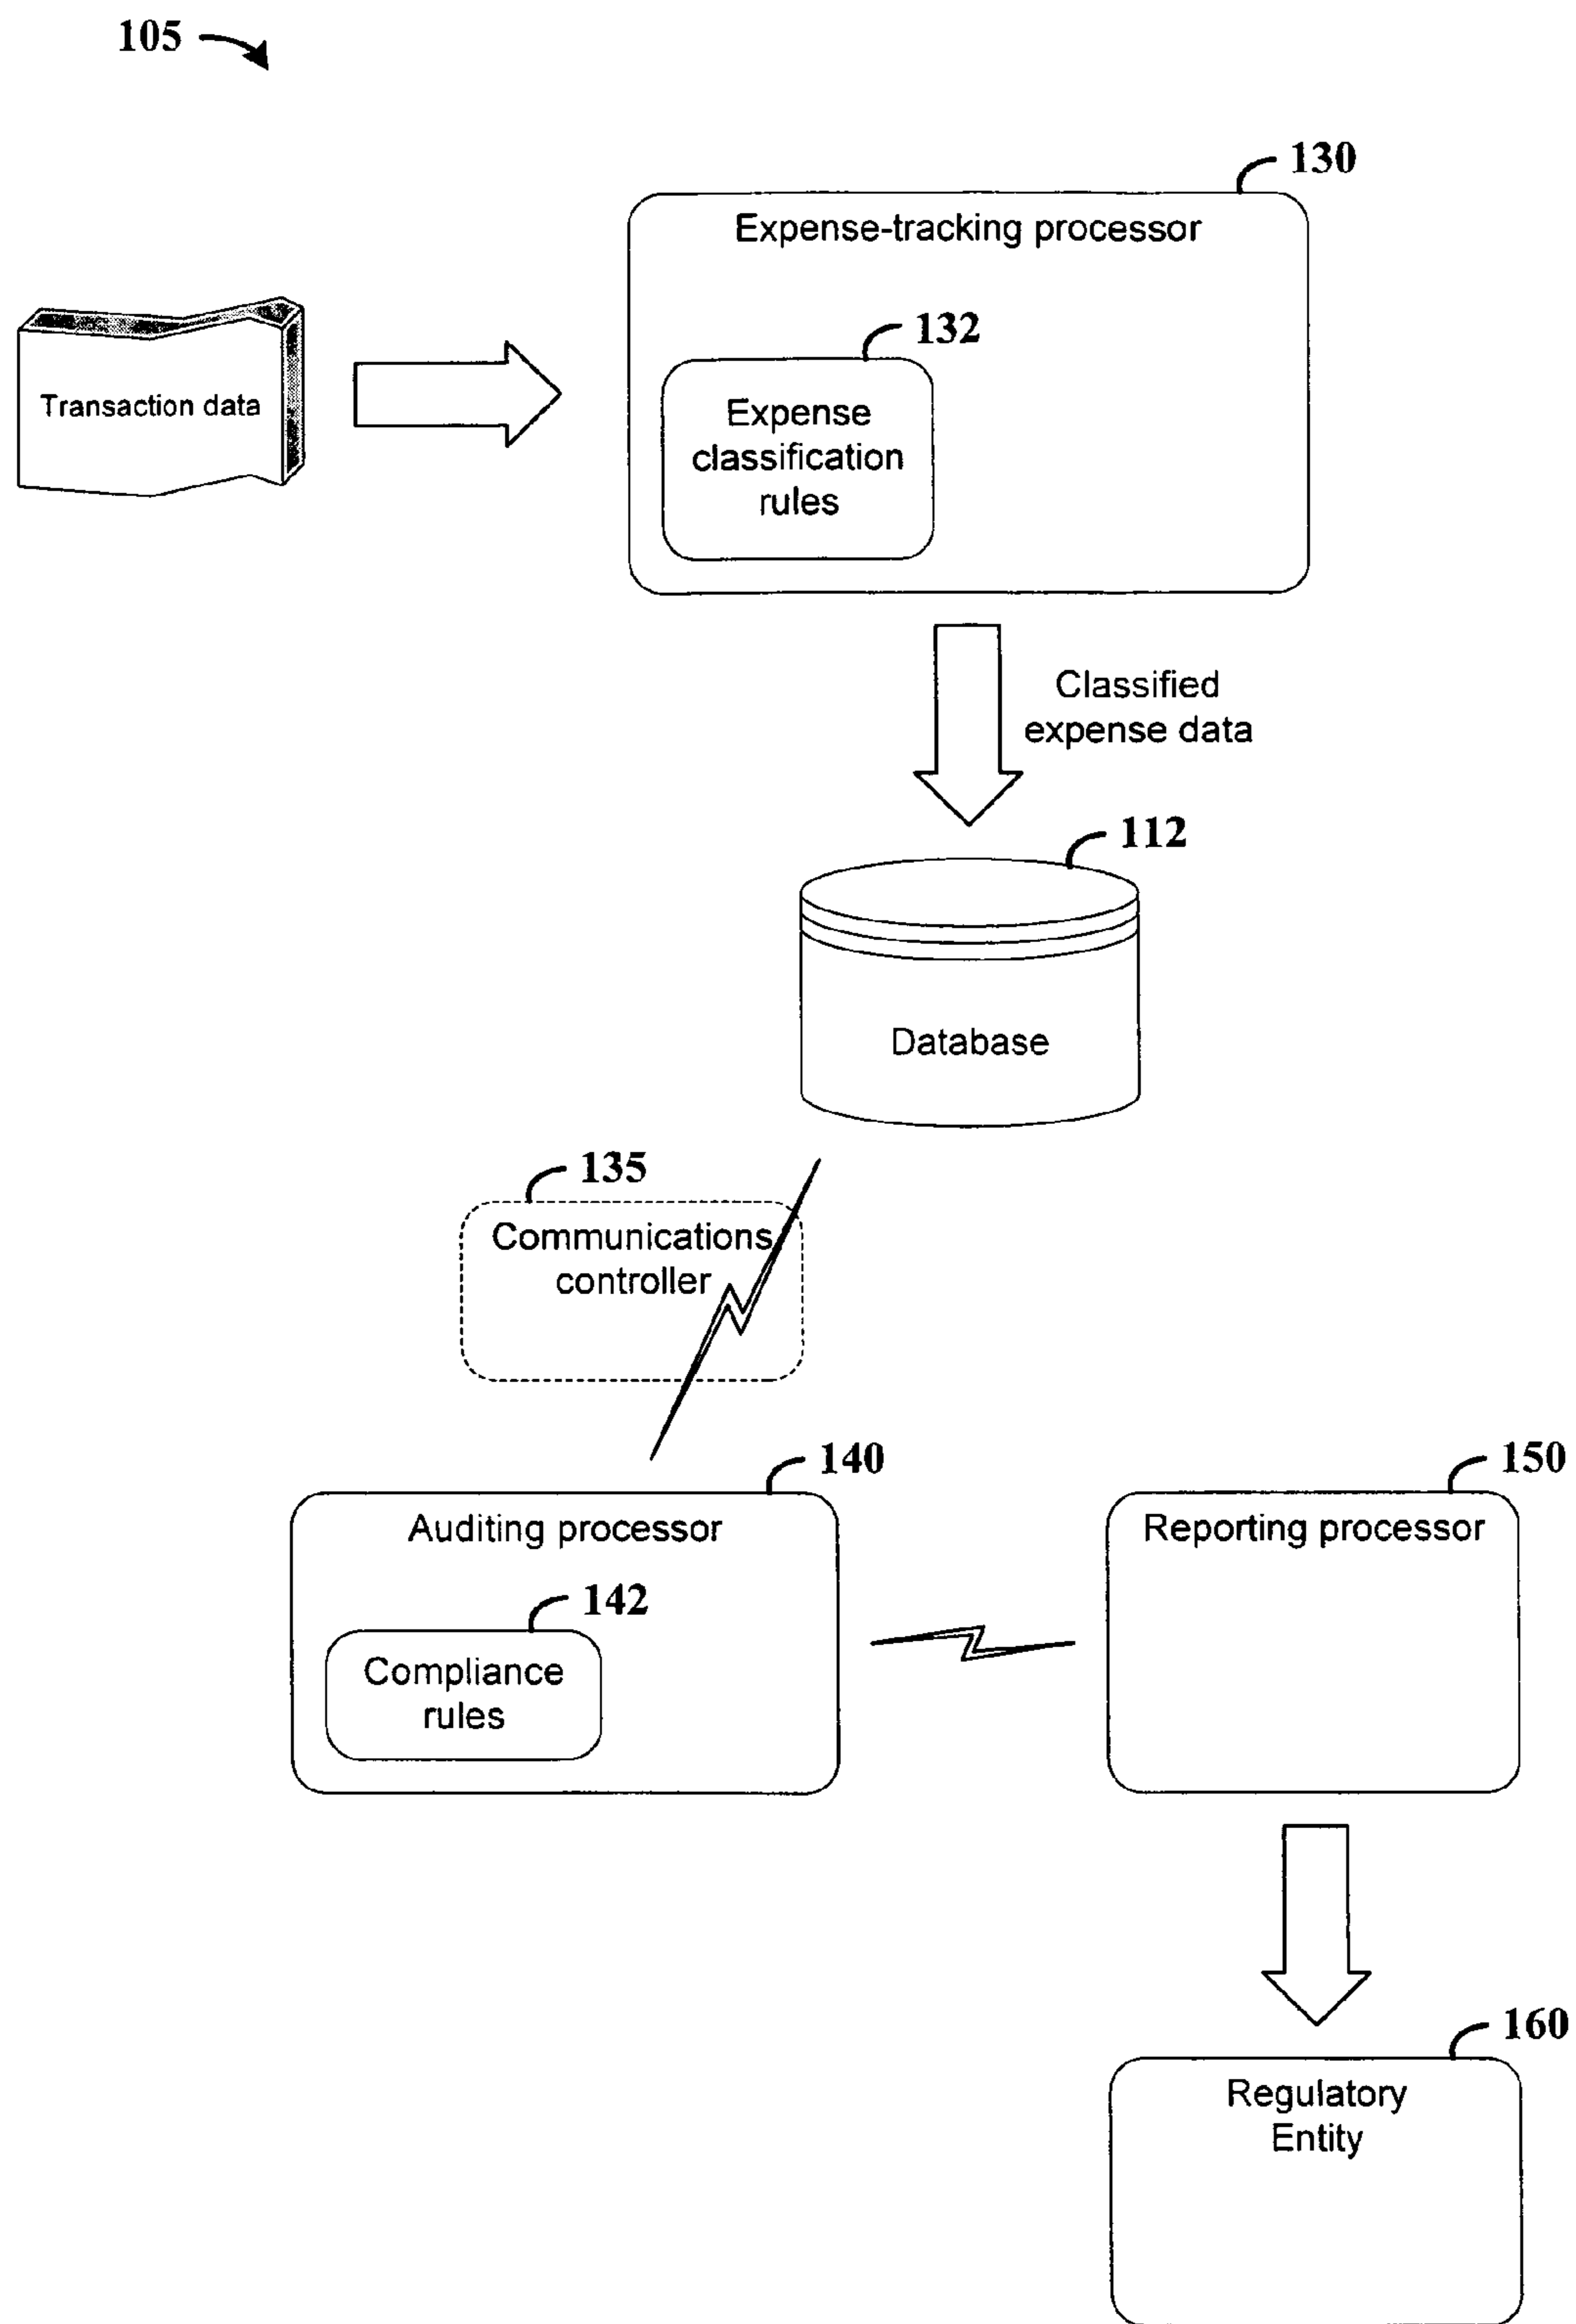 105
130
Expense-tracking processor
132
Transaction data
Expense
classification
rules
Classified
expense data
112
Database
135
Communications
controller
140
150
Auditing processor
Reporting processor
142
Compliance
rules
160
Regulatory
Entity